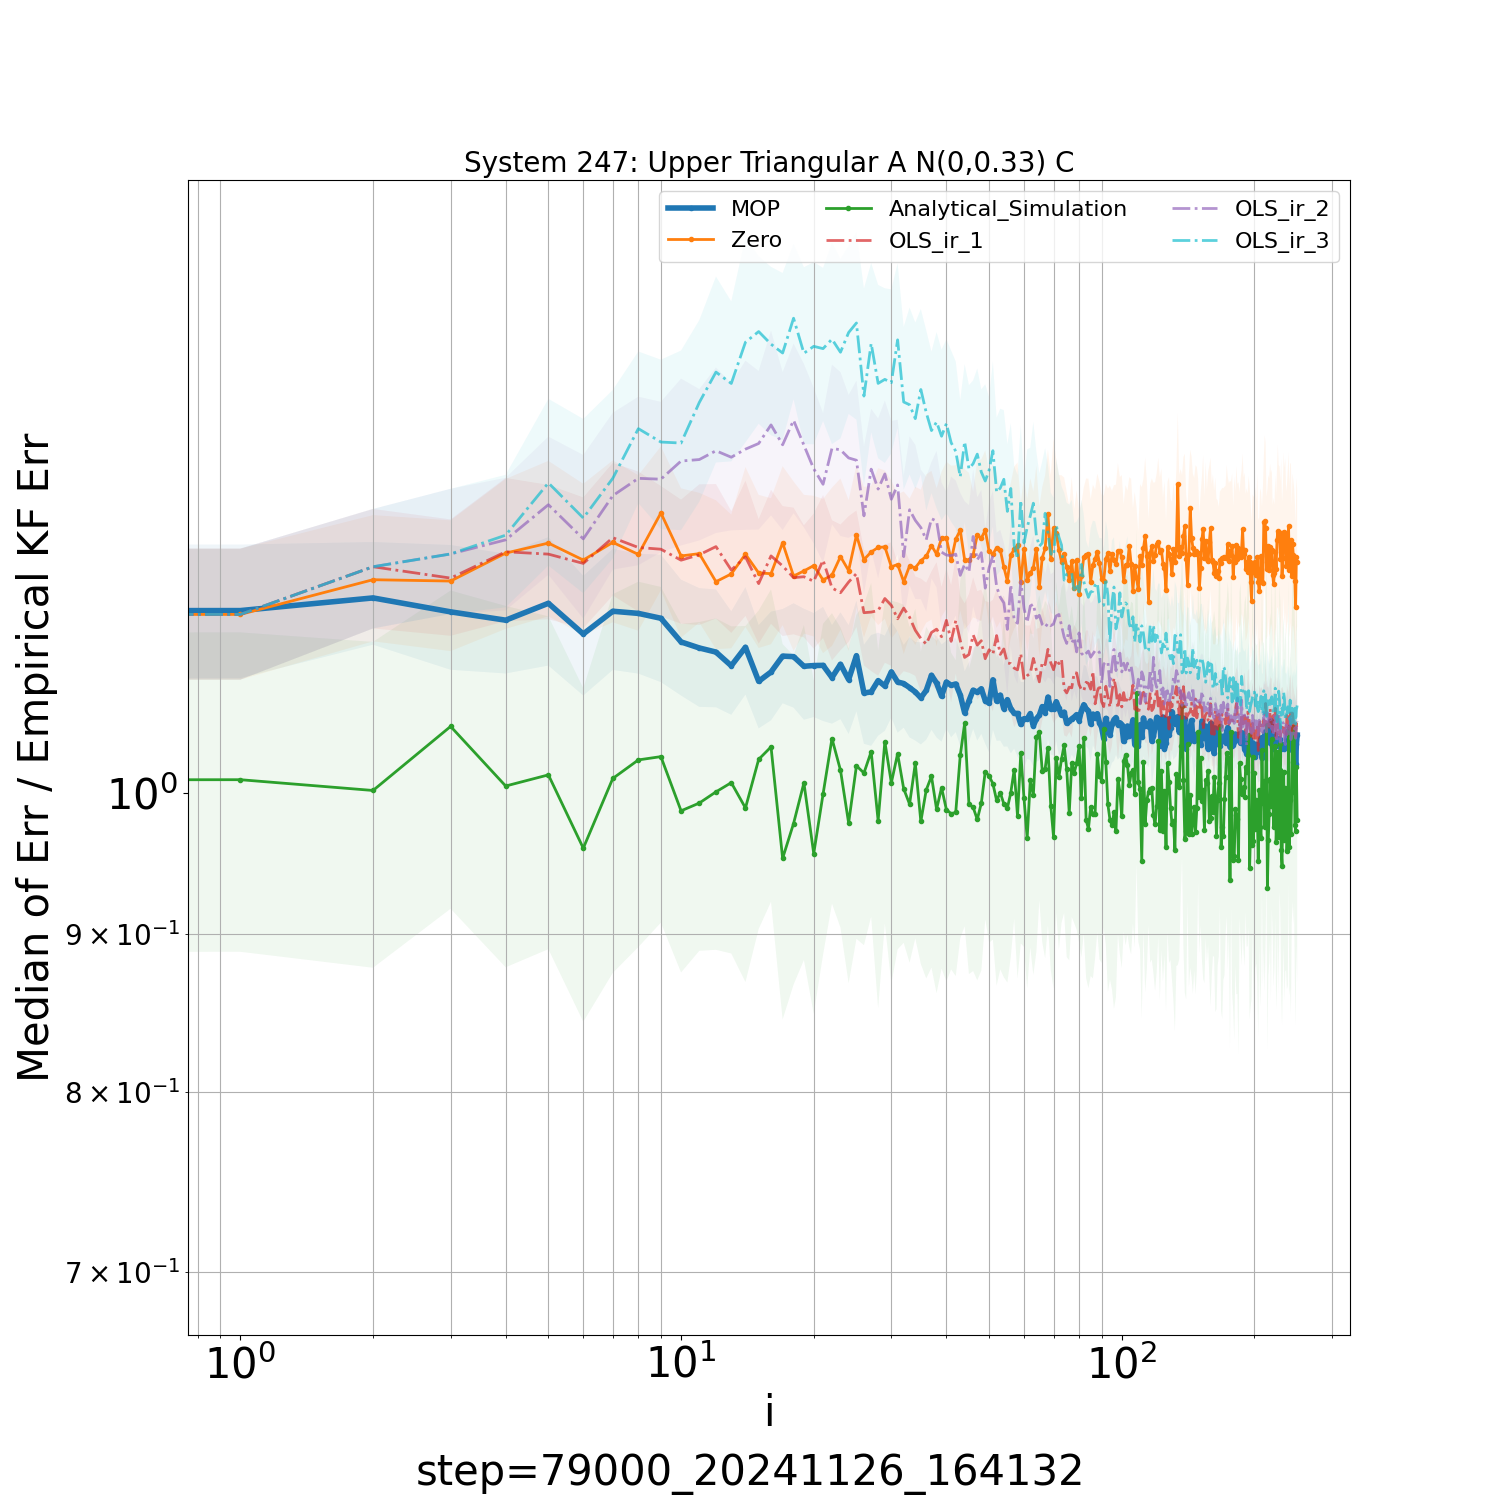 System 247: Upper Triangular A N(0,0.33) C
MOP
Zero
Analytical_Simulation
OLS_ir_1
OLS_ir_2
OLS_ir_3
Median of Err / Empirical KF Err
10⁰
9 × 10⁻¹
8 × 10⁻¹
7 × 10⁻¹
10⁰ 10¹ 10²
i
step=79000_20241126_164132